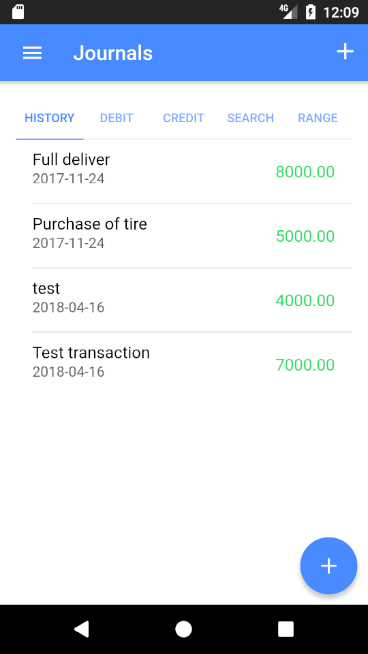 4G 12:09
Journals
HISTORY DEBIT CREDIT SEARCH RANGE
Full deliver 8000.00
2017-11-24
Purchase of tire 5000.00
2017-11-24
test 4000.00
2018-04-16
Test transaction 7000.00
2018-04-16